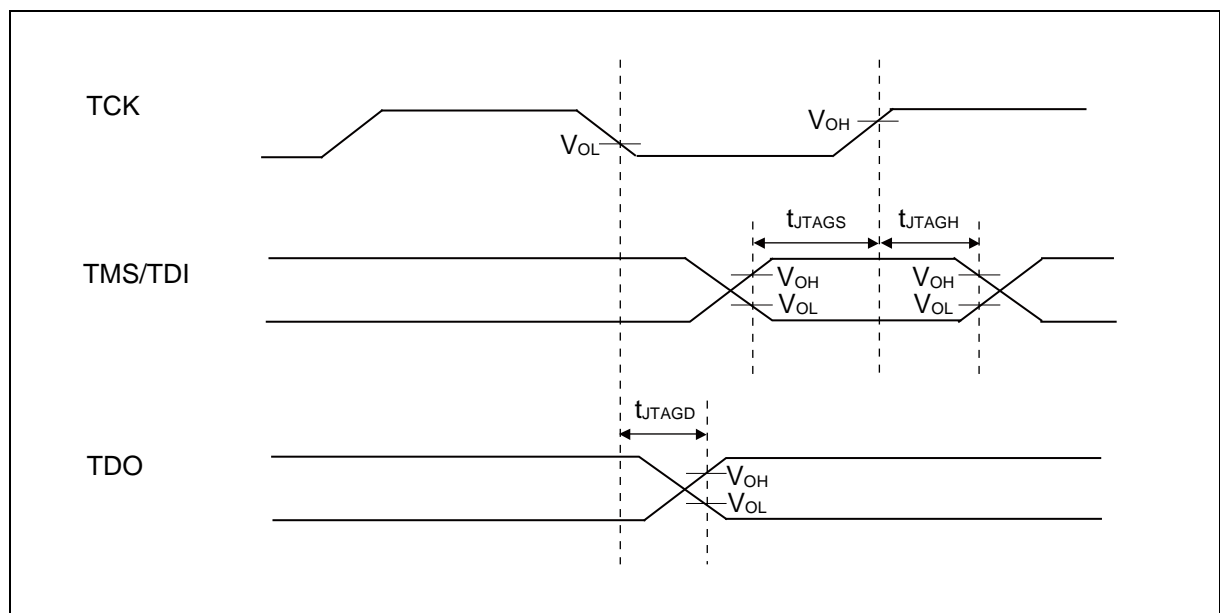 TCK
VOL
VOH
tJTAGS
tJTAGH
TMS/TDI
VOH
VOL
VOH
VOL
tJTAGD
TDO
VOH
VOL